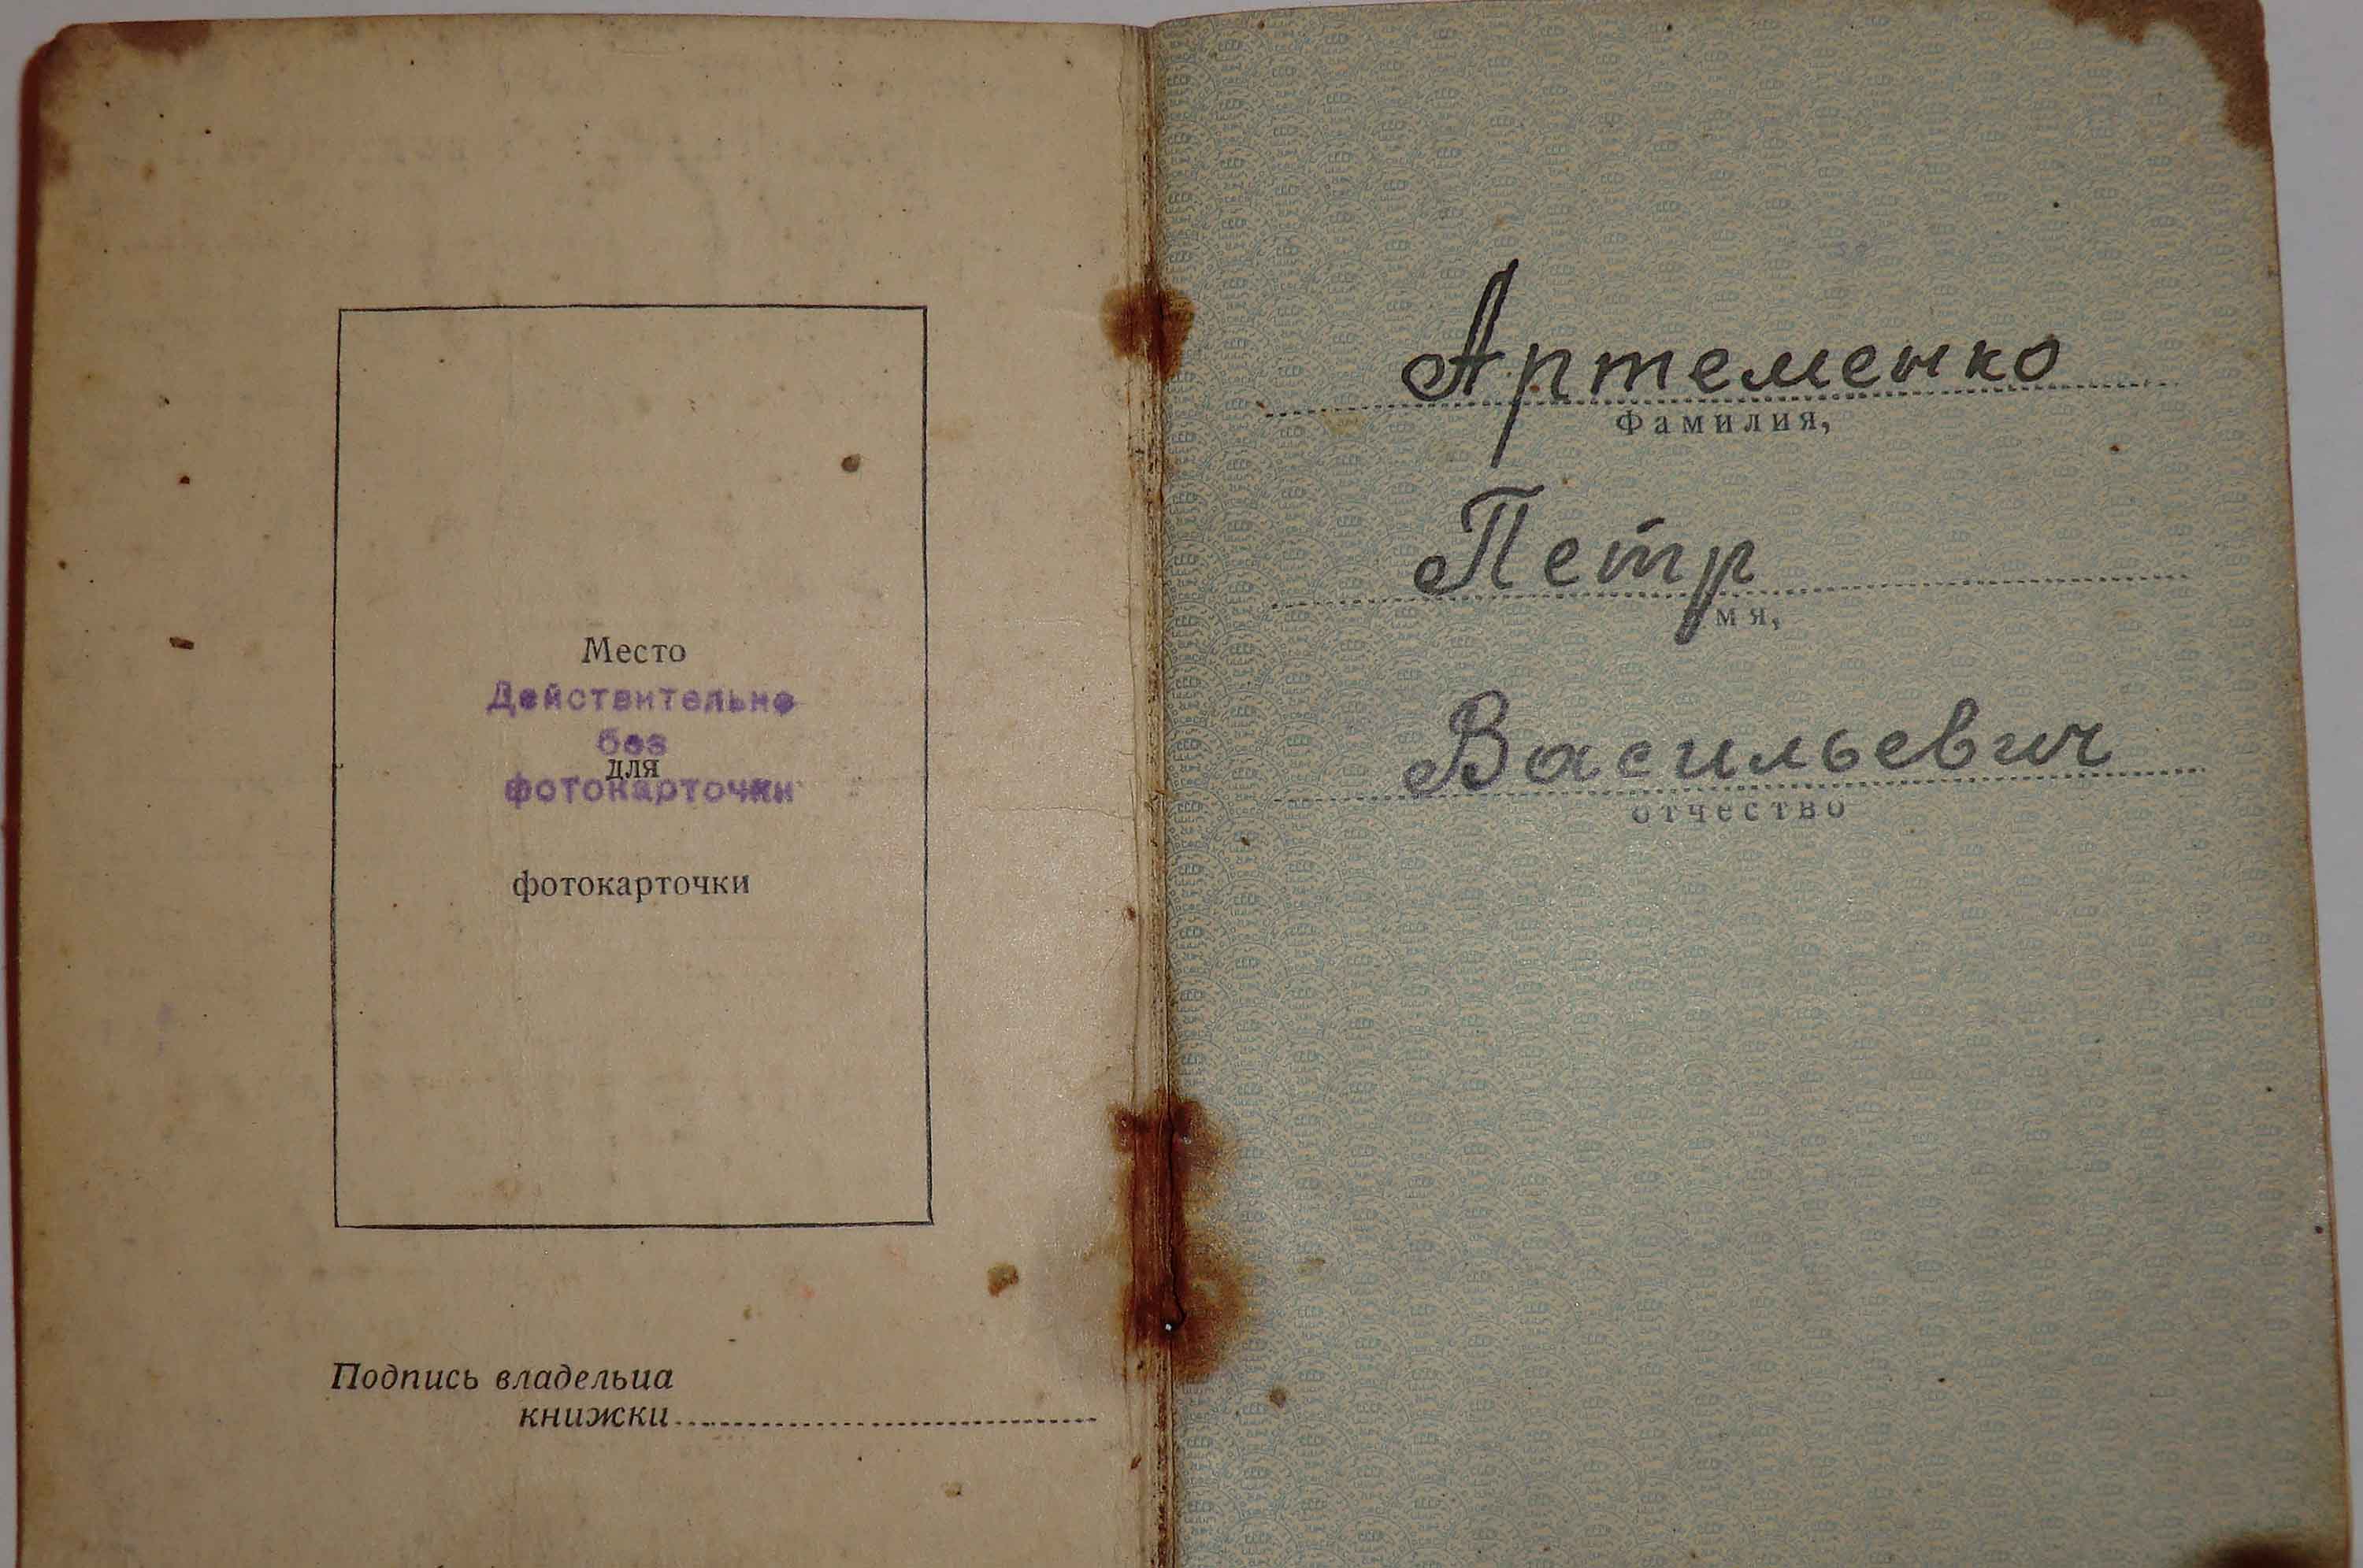 Место
Действительно
без
для
фотокарточки
фотокарточки
Подпись владельца
книжки
Артеменко
Фамилия,
Петр
мя,
Васильевич
отчество